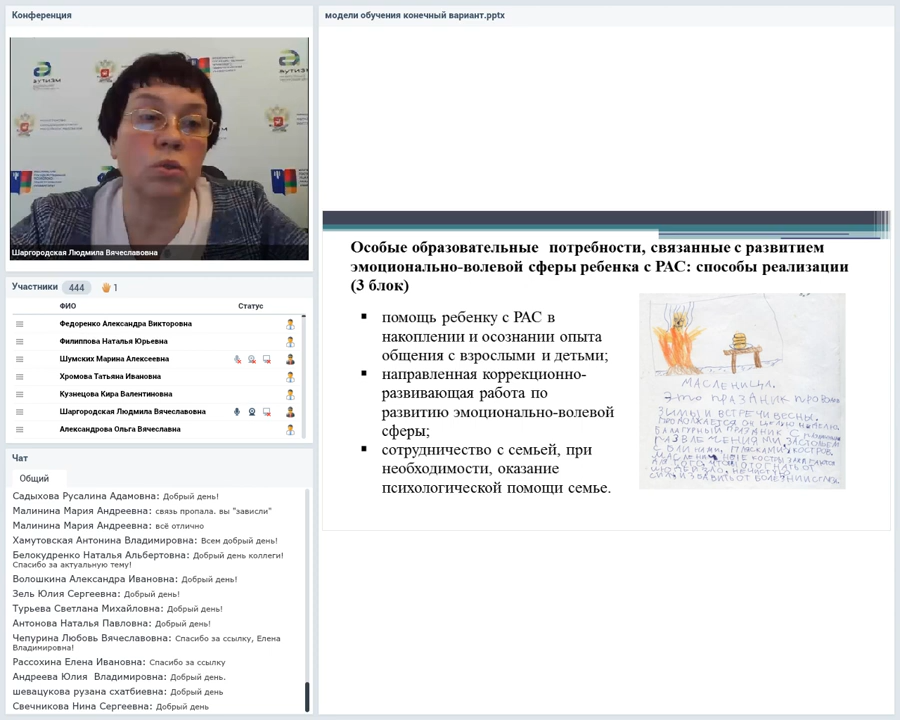 Конференция
аутизм
аутизм
Шаргородская Людмила Вячеславовна
Участники 444 1
ФИО Статус
Федоренко Александра Викторовна
Филиппова Наталья Юрьевна
Шумских Марина Алексеевна
Хромова Татьяна Ивановна
Кузнецова Кира Валентиновна
Шаргородская Людмила Вячеславовна
Александрова Ольга Вячеславна
Чат
Общий
Садыхова Русалина Адамовна: Добрый день!
Малинина Мария Андреевна: связь пропала. вы "зависли"
Малинина Мария Андреевна: всё отлично
Хамутовская Антонина Владимировна: Всем добрый день!
Белокудренко Наталья Альбертовна: Добрый день коллеги!
Спасибо за актуальную тему!
Волошкина Александра Ивановна: Добрый день!
Зель Юлия Сергеевна: Добрый день!
Турьева Светлана Михайловна: Добрый день!
Антонова Наталья Павловна: Добрый день!
Чепурина Любовь Вячеславовна: Спасибо за ссылку, Елена
Владимировна!
Рассохина Елена Ивановна: Спасибо за ссылку
Андреева Юлия Владимировна: Добрый день.
шевацукова рузана схатбиевна: Добрый день
Свечникова Нина Сергеевна: Добрый день
модели обучения конечный вариант.pptx
Особые образовательные потребности, связанные с развитием
эмоционально-волевой сферы ребенка с РАС: способы реализации
(3 блок)
▪ помощь ребенку с РАС в
накоплении и осознании опыта
общения с взрослыми и детьми;
▪ направленная коррекционно-
развивающая работа по
развитию эмоционально-волевой
сферы;
▪ сотрудничество с семьей, при
необходимости, оказание
психологической помощи семье.
МАСЛЕНИЦА.
ЭТО ПРАЗДНИК
ЗИМЫ И ВСТРЕЧИ ВЕСНЫ.